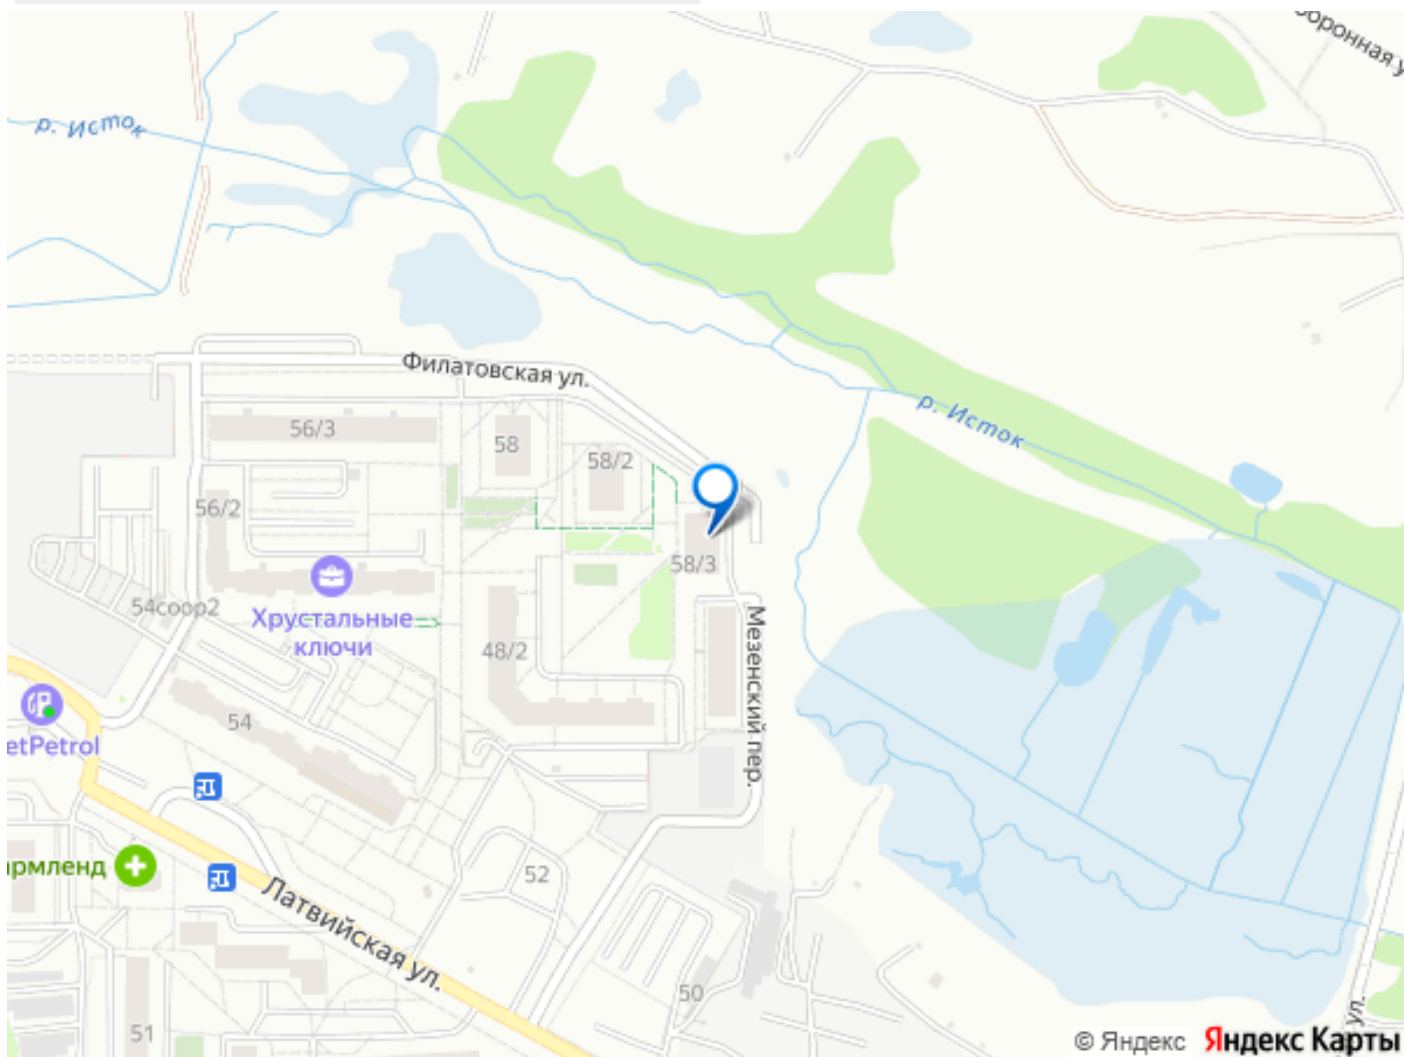 оронная у
р. Исток
Филатовская ул.
р. Исток
56/3
58
58/2
56/2
58/3
54соор2
Хрустальные
ключи
48/2
Мезенский пер.
etPetrol
54
армленд
52
Латвийская ул.
50
51
ул.
© Яндекс Яндекс Карты